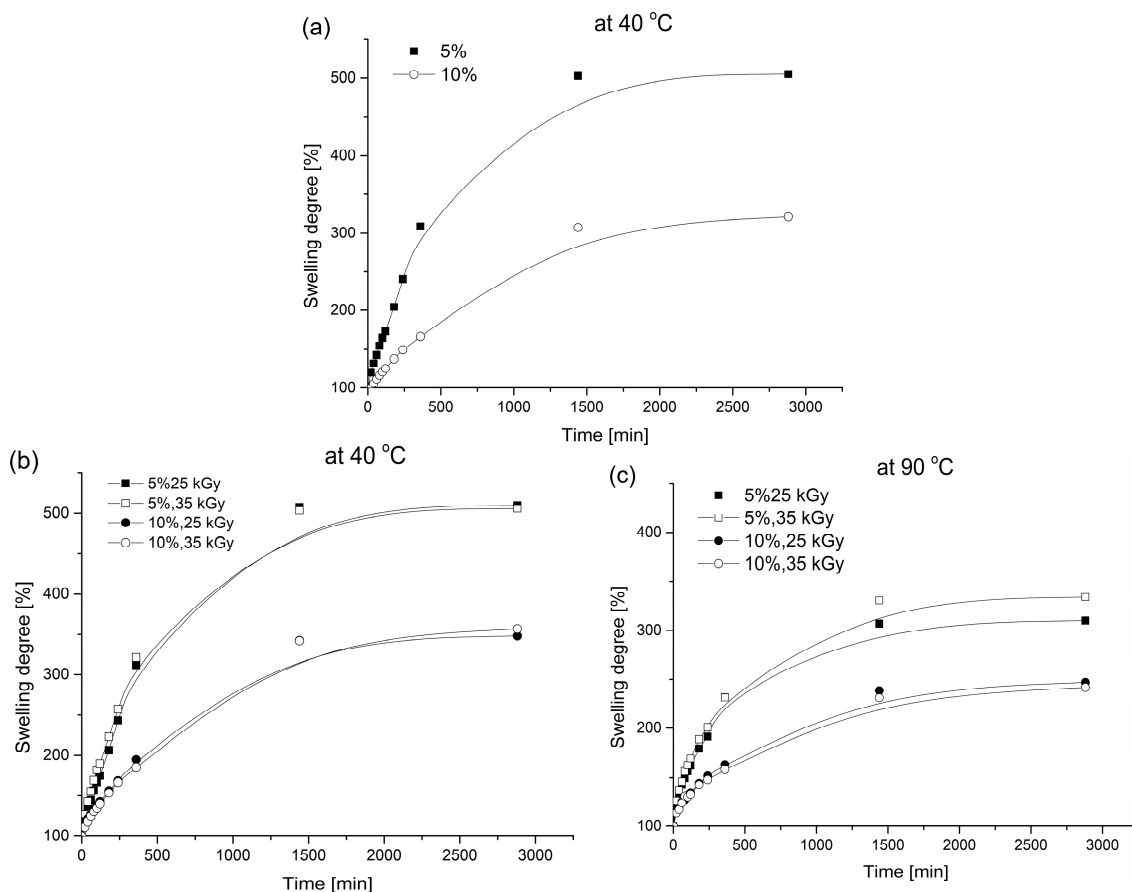 (a)
at 40 °C
5%
10%
500
400
300
200
100
Swelling degree [%]
0
500
1000
1500
2000
2500
3000
Time [min]
(b)
at 40 °C
5%25 kGy
5%,35 kGy
10%,25 kGy
10%,35 kGy
500
400
300
200
100
Swelling degree [%]
0
500
1000
1500
2000
2500
3000
Time [min]
(c)
at 90 °C
5%25 kGy
5%,35 kGy
10%,25 kGy
10%,35 kGy
400
300
200
100
Swelling degree [%]
0
500
1000
1500
2000
2500
3000
Time [min]